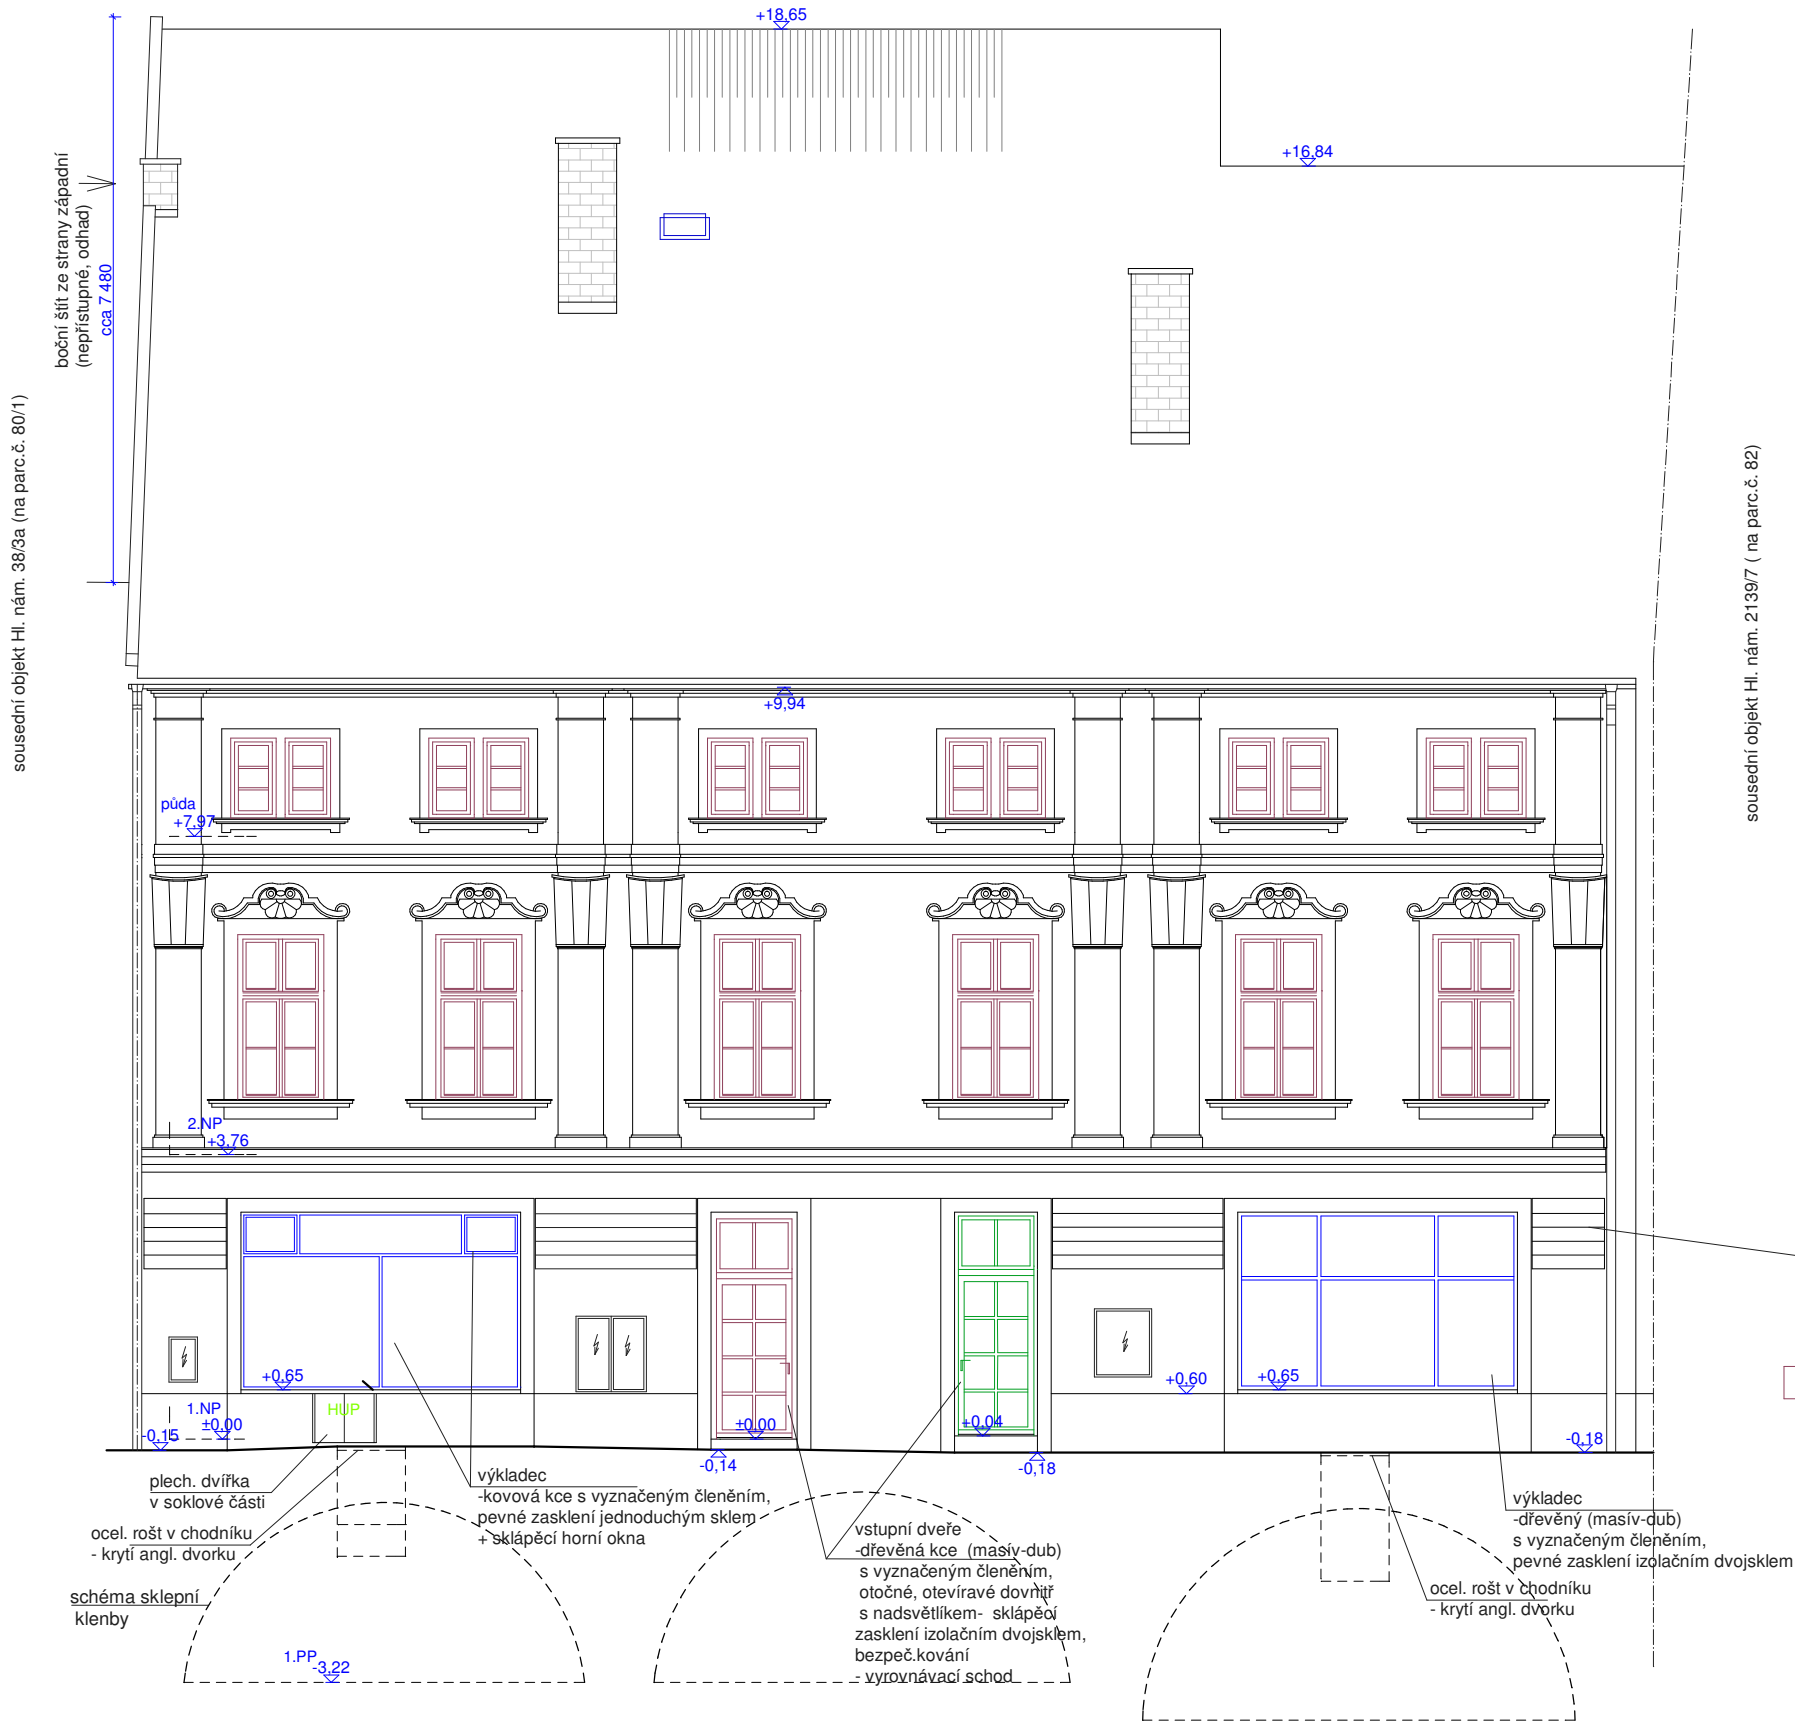 +18,65
+16,84
boční štít ze strany západní
(nepřístupné, odhad)
cca 7 480
sousední objekt Hl. nám. 38/3a (na parc.č. 80/1)
sousední objekt Hl. nám. 2139/7 ( na parc.č. 82)
+9,94
půda
+7,97
2.NP
+3,76
+0,65
HUP
1.NP
±0,00
-0,15
±0,00
-0,14
+0,04
-0,18
+0,60
+0,65
-0,18
plech. dvířka
v soklové části
ocel. rošt v chodníku
- krytí angl. dvorku
schéma sklepní
klenby
1.PP
-3,22
výkladec
-kovová kce s vyznačeným členěním,
pevné zasklení jednoduchým sklem
+ sklápěcí horní okna
vstupní dveře
-dřevěná kce (masív-dub)
s vyznačeným členěním,
otočné, otevíravé dovnitř
s nadsvětlíkem- sklápěcí
zasklení izolačním dvojsklem,
bezpeč.kování
- vyrovnávací schod
výkladec
-dřevěný (masív-dub)
s vyznačeným členěním,
pevné zasklení izolačním dvojsklem
ocel. rošt v chodníku
- krytí angl. dvorku